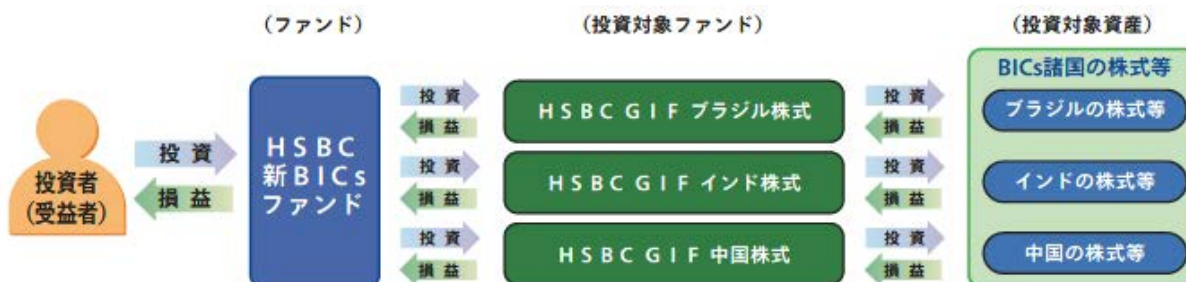 （ファンド）
（投資対象ファンド）
（投資対象資産）
投資者
（受益者）
投資
損益
HSBC
新BICs
ファンド
投資
損益
HSBC GIF ブラジル株式
投資
損益
BICs諸国の株式等
ブラジルの株式等
投資
損益
HSBC GIF インド株式
投資
損益
インドの株式等
投資
損益
HSBC GIF 中国株式
投資
損益
中国の株式等